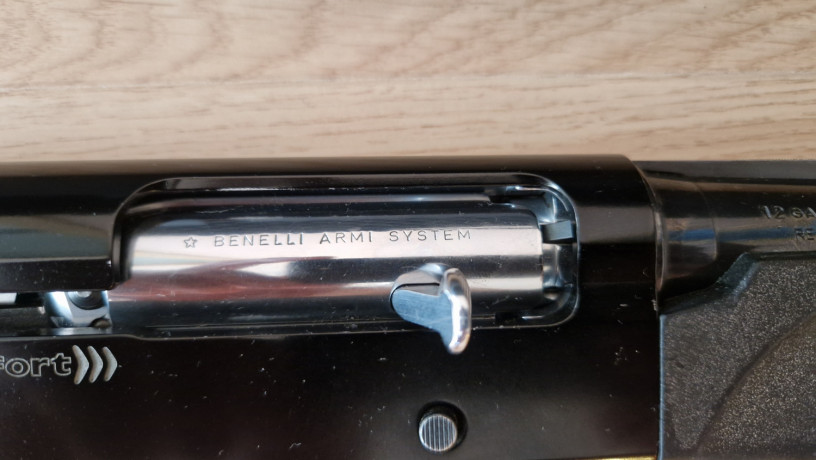 ☆ BENELLI ARMI SYSTEM
12 GA
fort